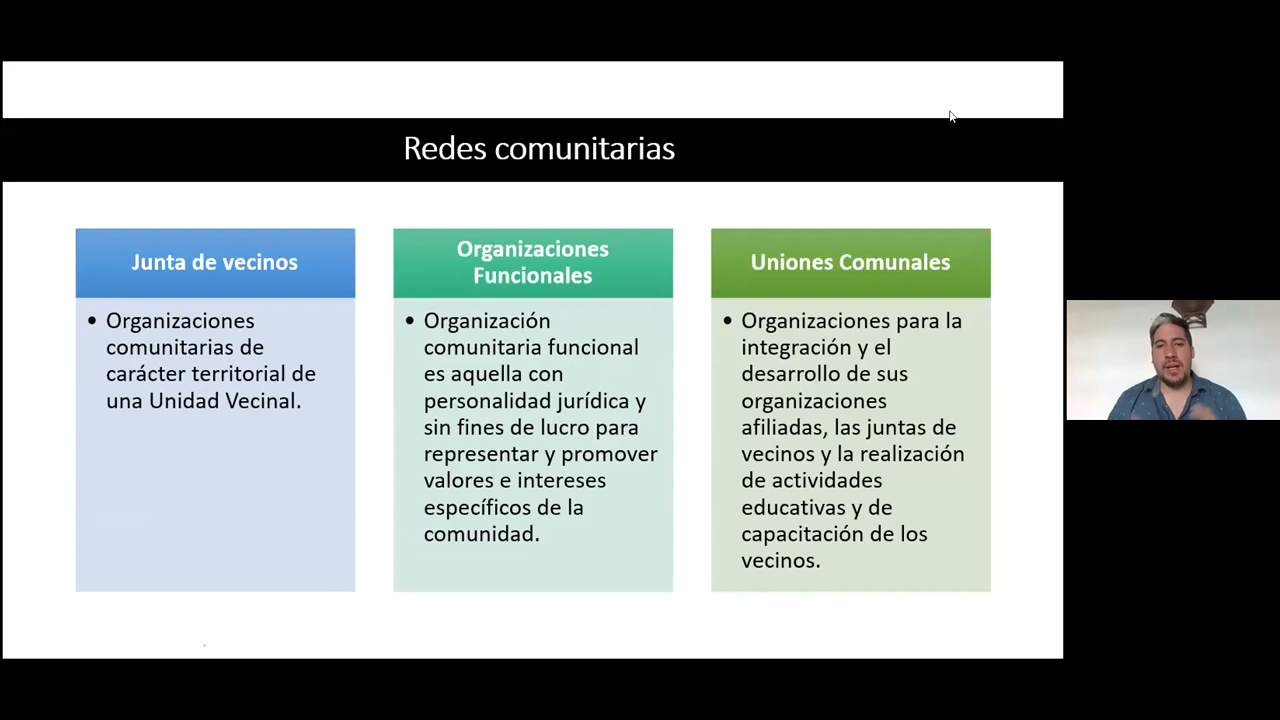 Redes comunitarias
Junta de vecinos
• Organizaciones
comunitarias de
carácter territorial de
una Unidad Vecinal.
Organizaciones
Funcionales
• Organización
comunitaria funcional
es aquella con
personalidad jurídica y
sin fines de lucro para
representar y promover
valores e intereses
específicos de la
comunidad.
Uniones Comunales
• Organizaciones para la
integración y el
desarrollo de sus
organizaciones
afiliadas, las juntas de
vecinos y la realización
de actividades
educativas y de
capacitación de los
vecinos.